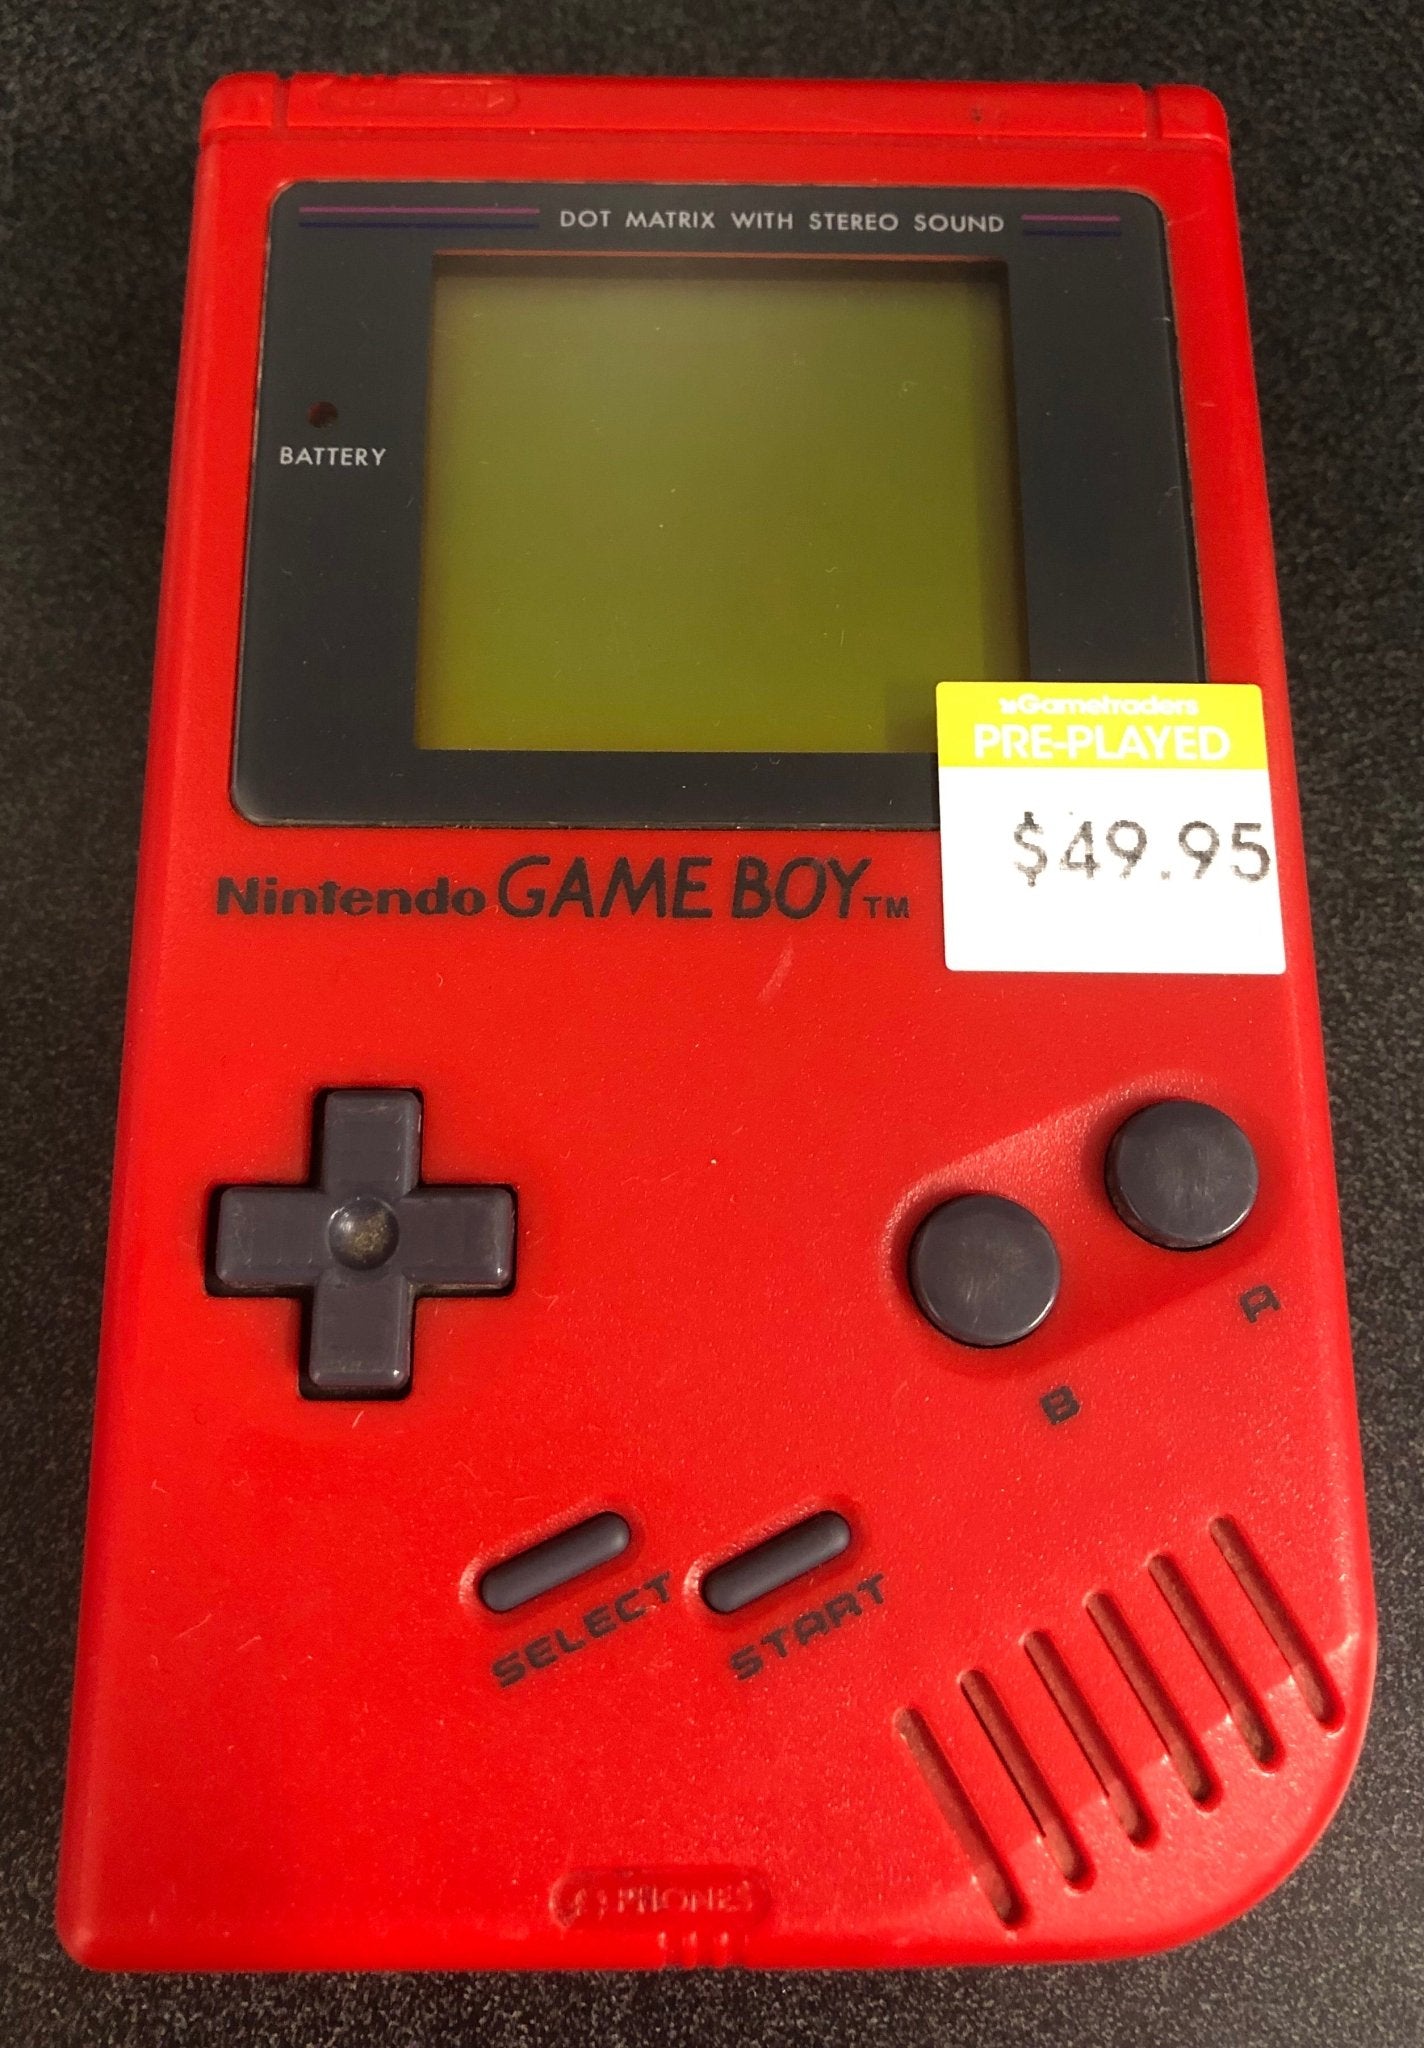 DOT MATRIX WITH STEREO SOUND
BATTERY
Gametraders
PRE-PLAYED
$49.95
Nintendo GAME BOY™
A
B
SELECT
START
PHONES